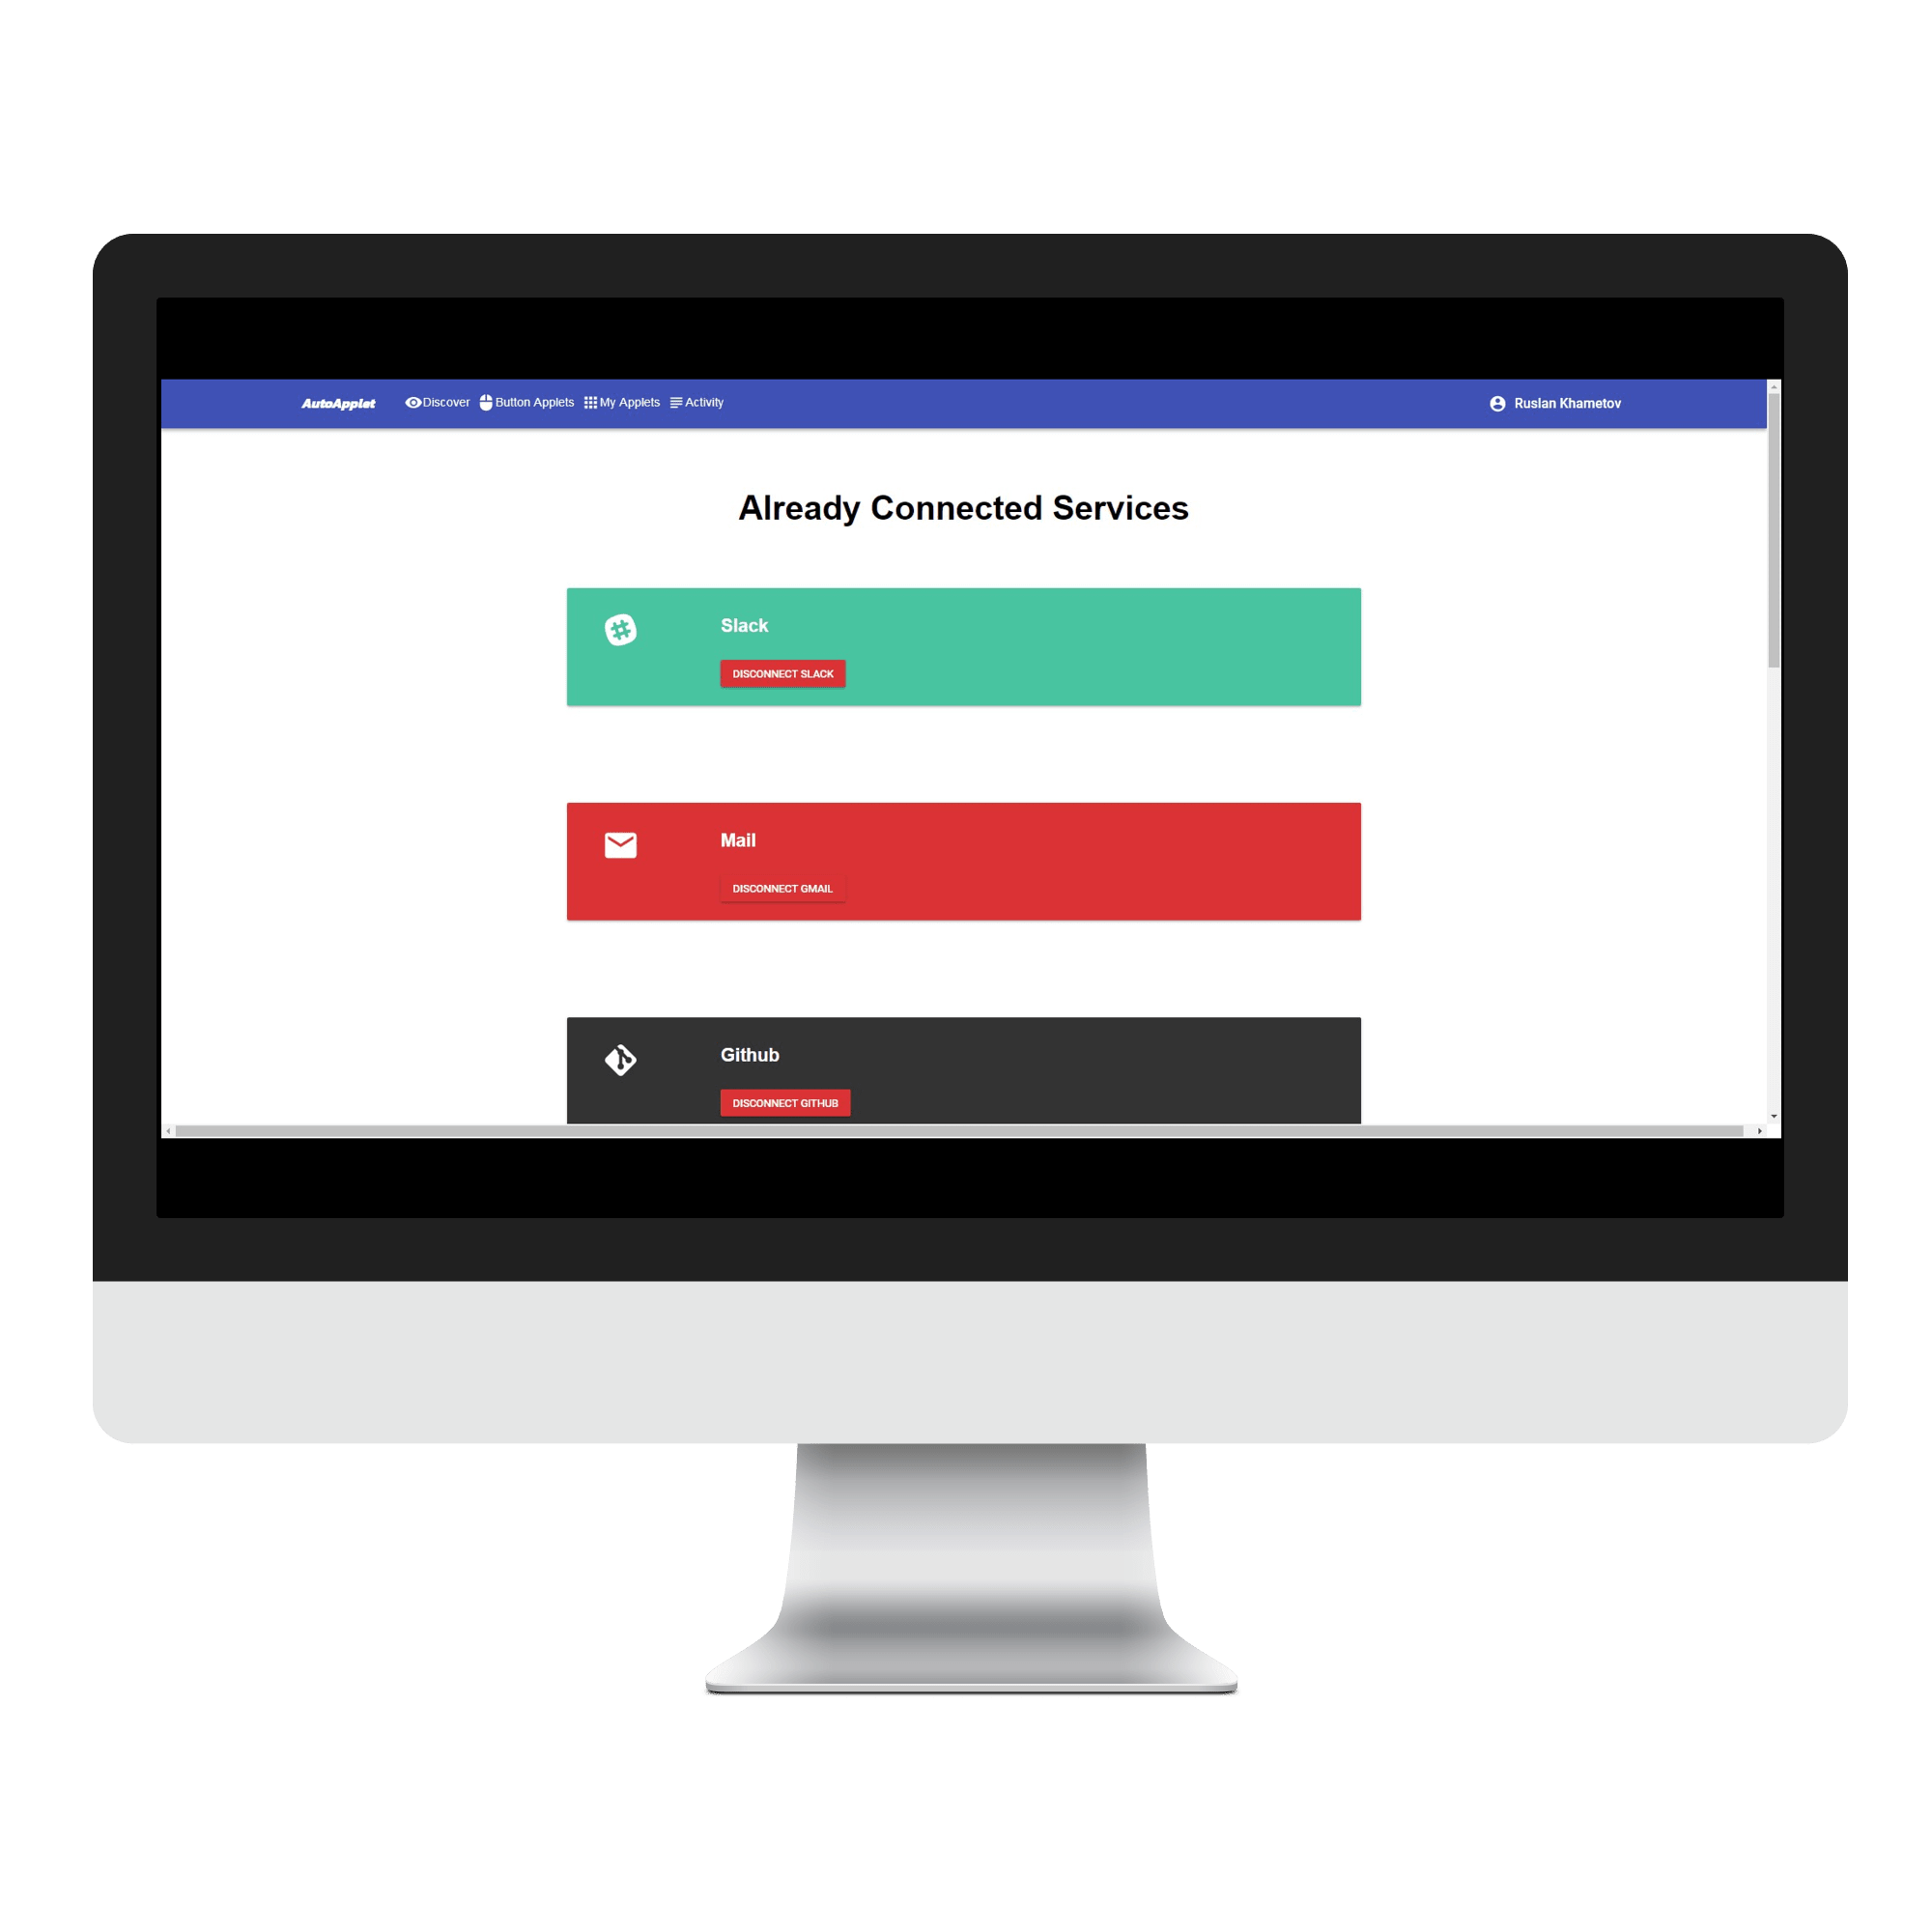 AutoApplet Discover Button Applets My Applets Activity Ruslan Khametov
Already Connected Services
Slack
DISCONNECT SLACK
Mail
DISCONNECT GMAIL
Github
DISCONNECT GITHUB